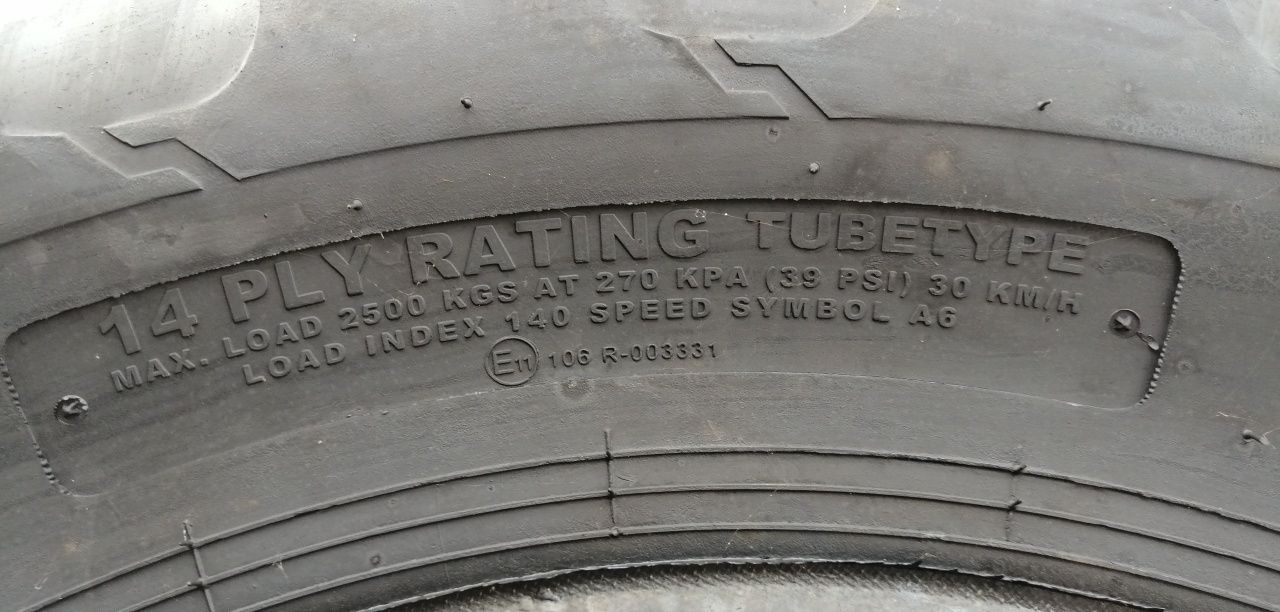 14 PLY RATING TUBETYPE
MAX. LOAD 2500 KGS AT 270 KPA (39 PSI) 30 KM/H
LOAD INDEX 140 SPEED SYMBOL A6
E11 106 R-003331